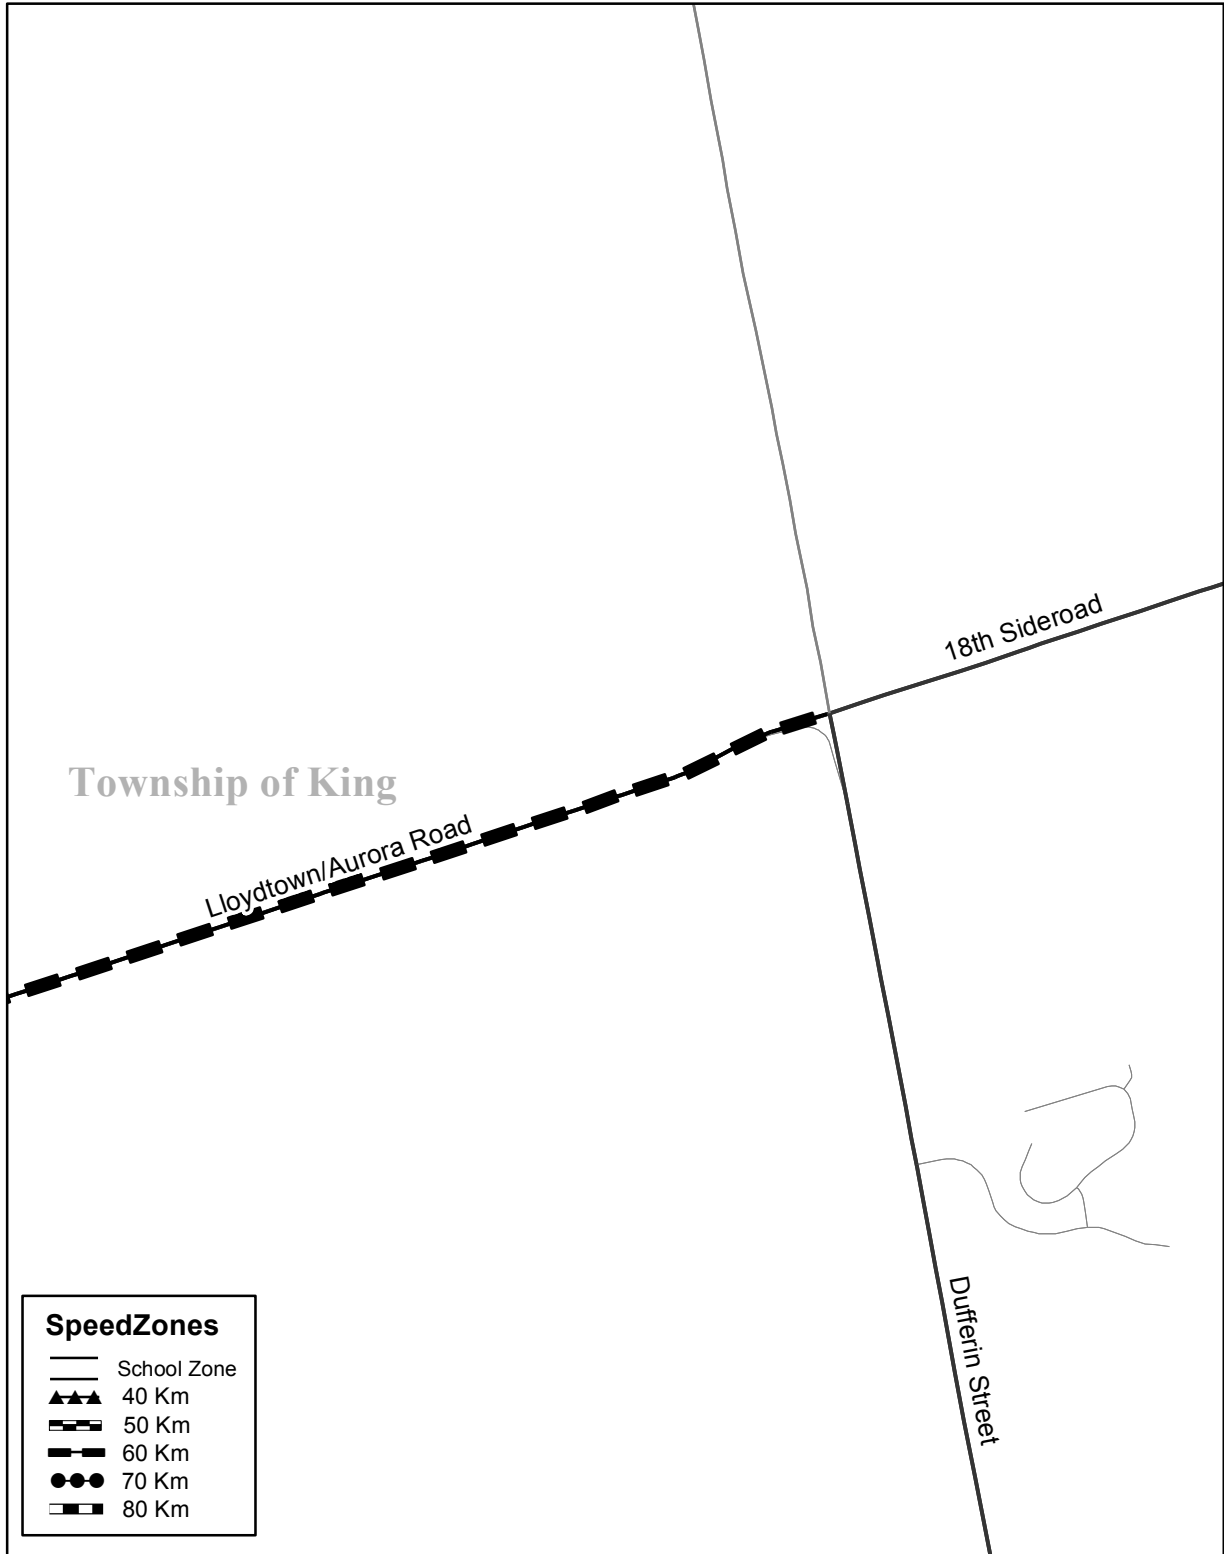 18th Sideroad
Township of King
Lloydtown/Aurora Road
Dufferin Street
SpeedZones
School Zone
40 Km
50 Km
60 Km
70 Km
80 Km